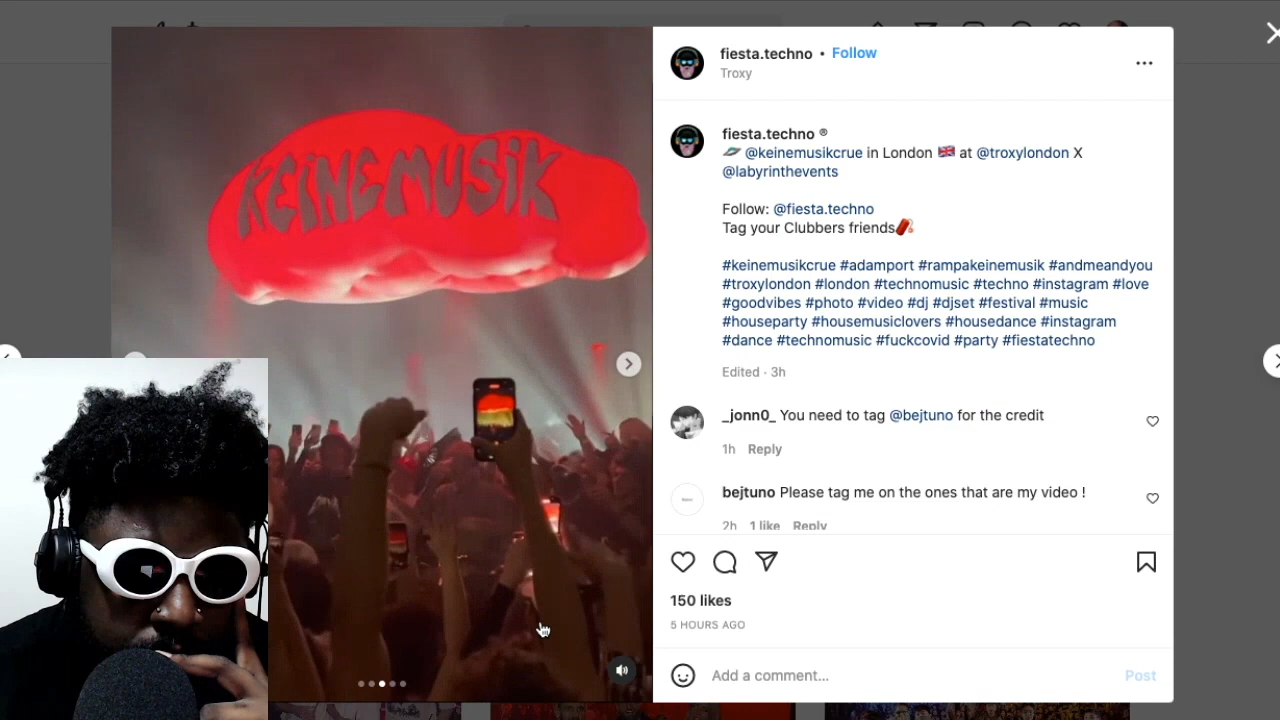 KEINEMUSIK
fiesta.techno • Follow
Troxy
fiesta.techno ®
@keinemusikcrue in London 🇬🇧 at @troxylondon X
@labyrinthevents
Follow: @fiesta.techno
Tag your Clubbers friends
#keinemusikcrue #adamport #rampakeinemusik #andmeandyou
#troxylondon #london #technomusic #techno #instagram #love
#goodvibes #photo #video #dj #djset #festival #music
#houseparty #housemusiclovers #housedance #instagram
#dance #technomusic #fuckcovid #party #fiestatechno
Edited · 3h
_jonn0_ You need to tag @bejtuno for the credit
1h Reply
bejtuno Please tag me on the ones that are my video !
2h 1 like Reply
150 likes
5 HOURS AGO
Add a comment... Post